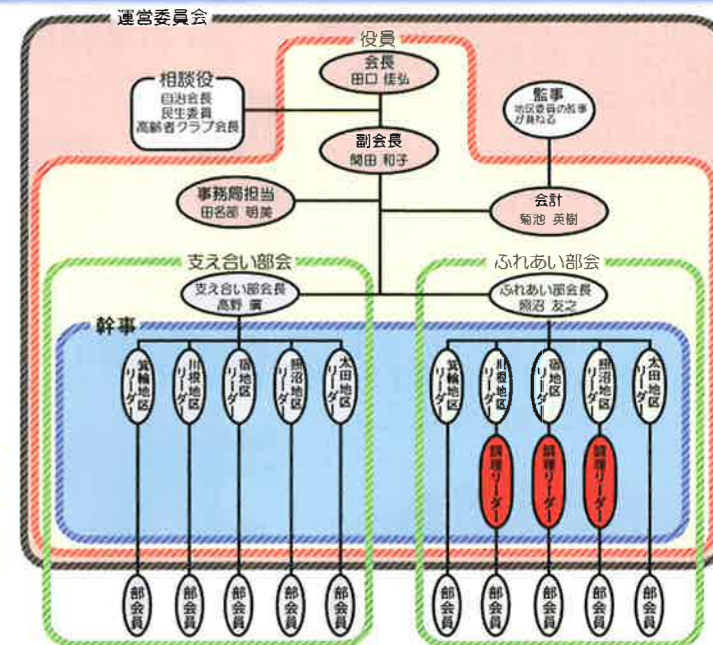 運営委員会
役員
会長
田口 佳弘
相談役
自治会長
民生委員
高齢者クラブ会長
監事
地区委員の監事
が兼ねる
副会長
関田 和子
事務局担当
田名部 明美
会計
菊池 英樹
支え合い部会
支え合い部会長
高野 廣
ふれあい部会
ふれあい部会長
照沼 友之
幹事
箕輪地区
リーダー
川根地区
リーダー
宿地区
リーダー
照沼地区
リーダー
太田地区
リーダー
箕輪地区
リーダー
川根地区
リーダー
宿地区
リーダー
照沼地区
リーダー
太田地区
リーダー
調理リーダー
調理リーダー
調理リーダー
部会員
部会員
部会員
部会員
部会員
部会員
部会員
部会員
部会員
部会員